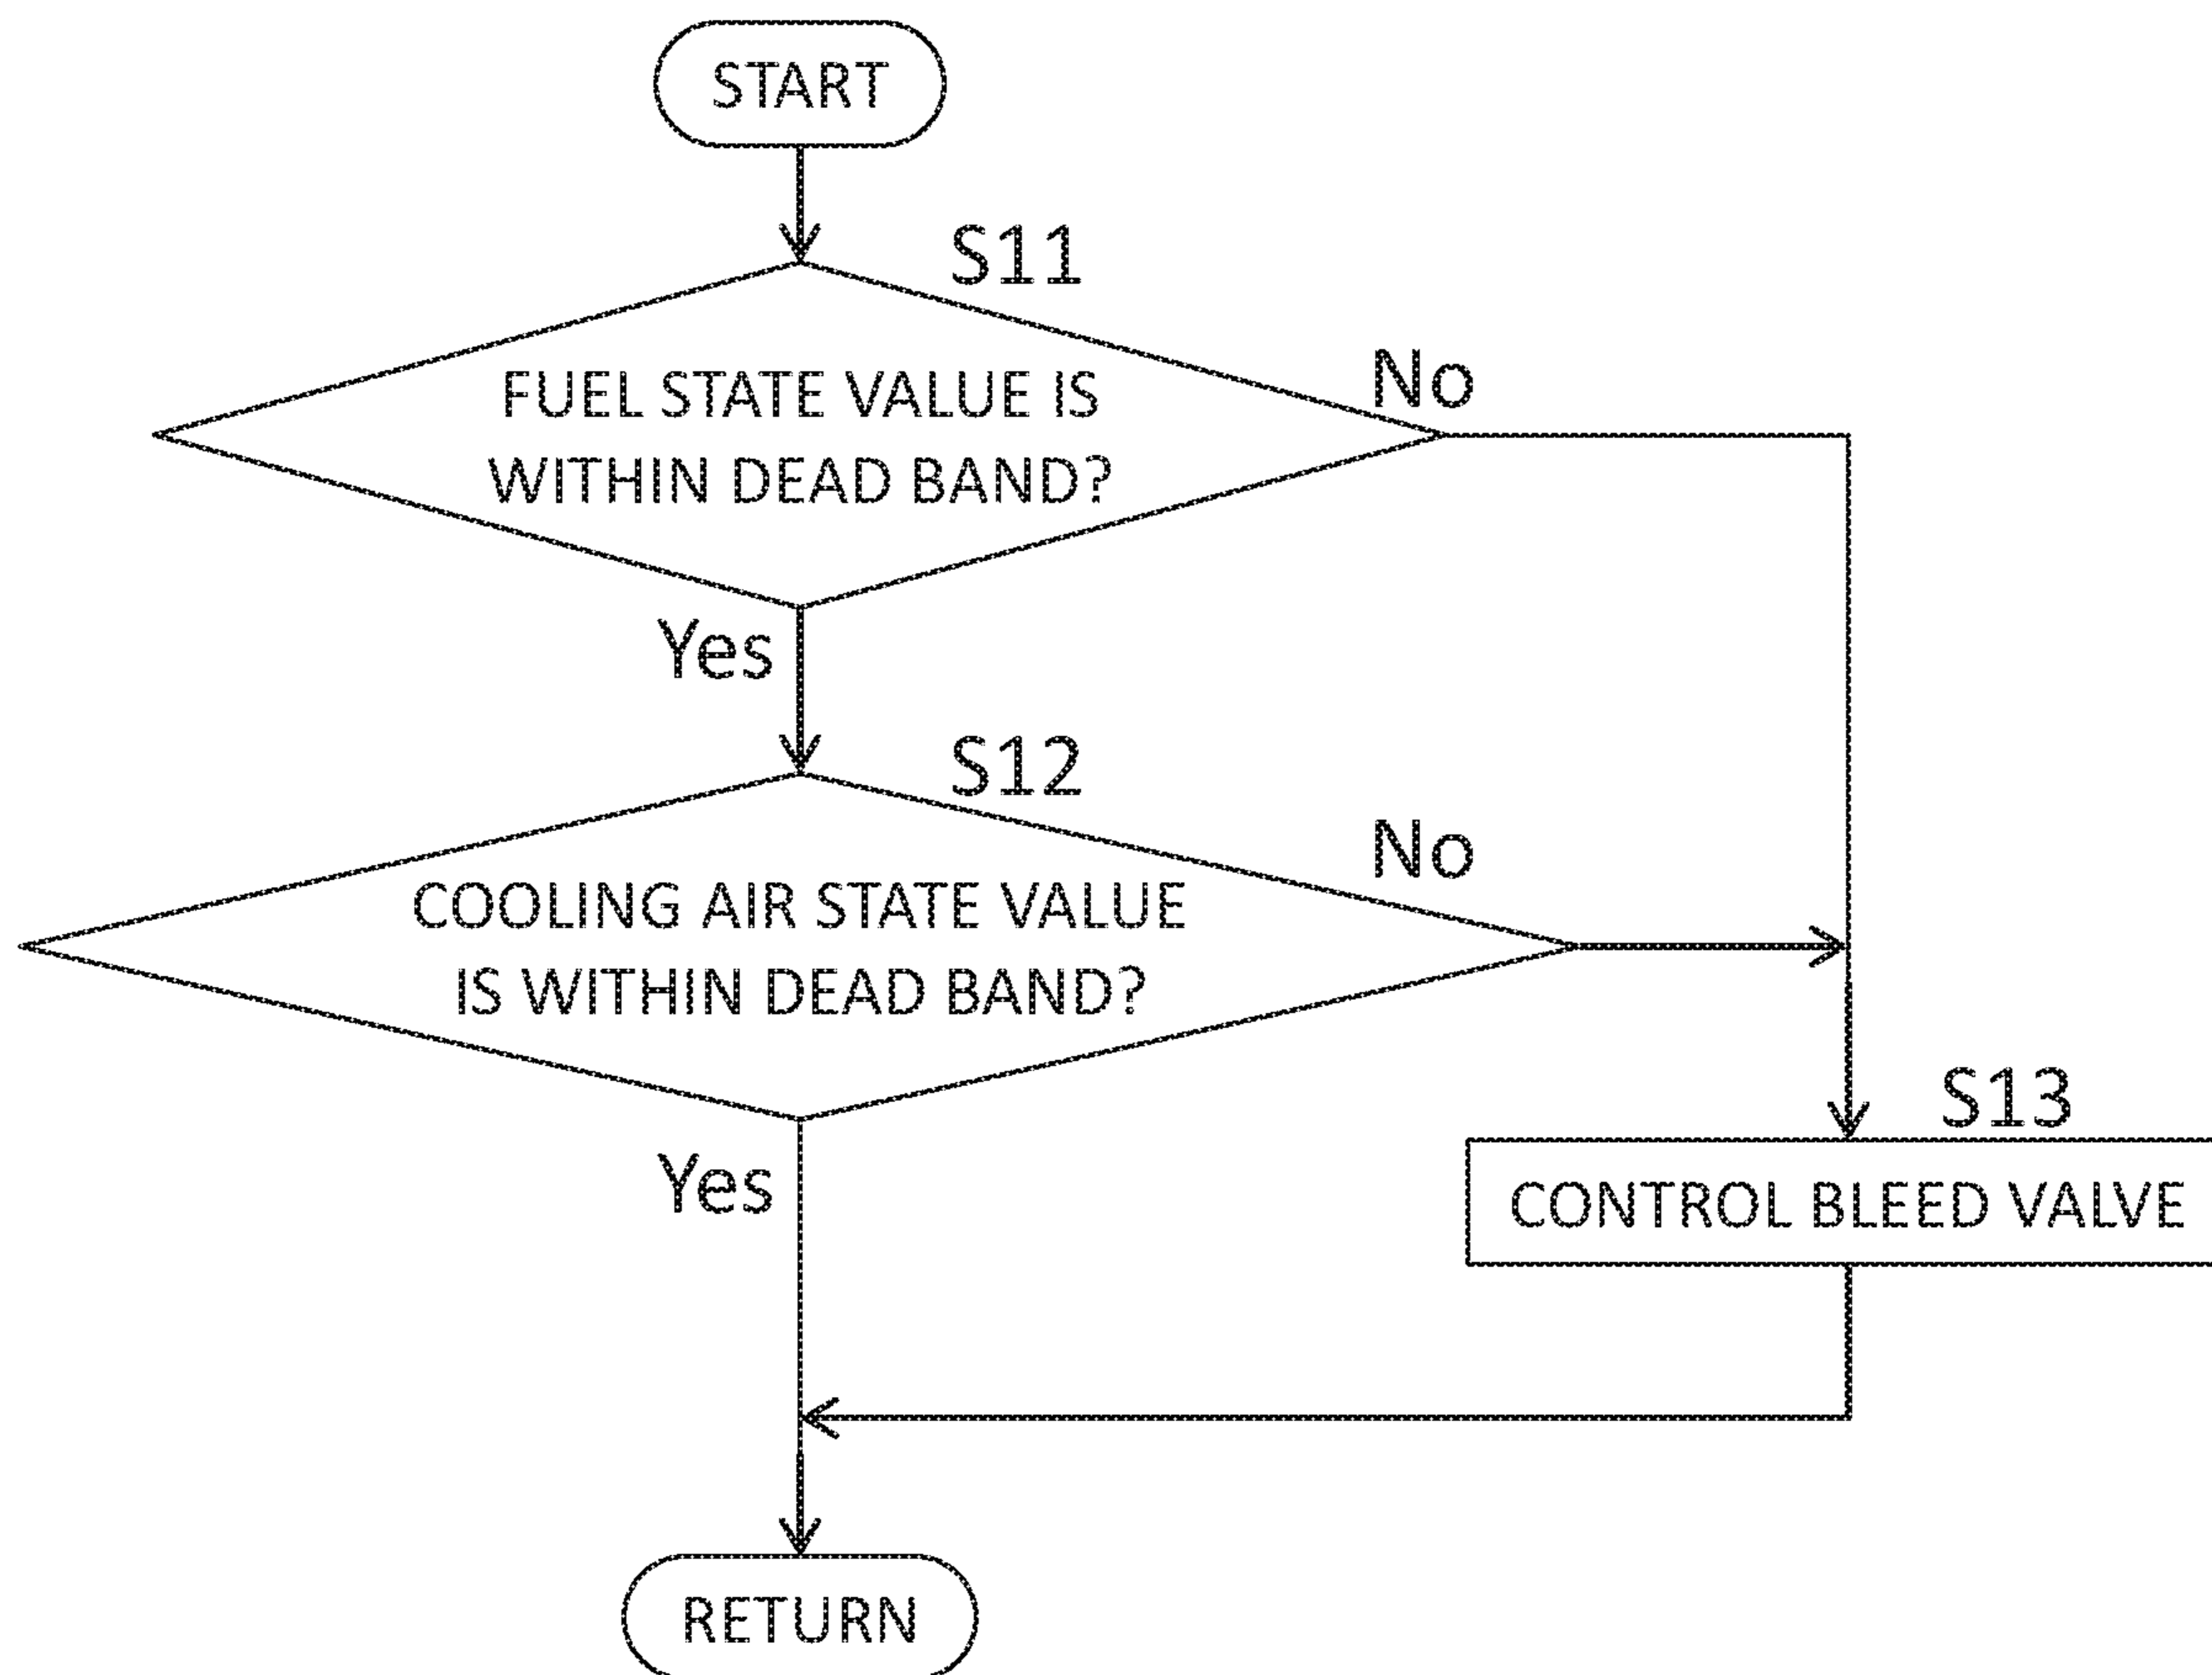 START
S11
FUEL STATE VALUE IS
WITHIN DEAD BAND?
No
Yes
S12
COOLING AIR STATE VALUE
IS WITHIN DEAD BAND?
No
Yes
S13
CONTROL BLEED VALVE
RETURN